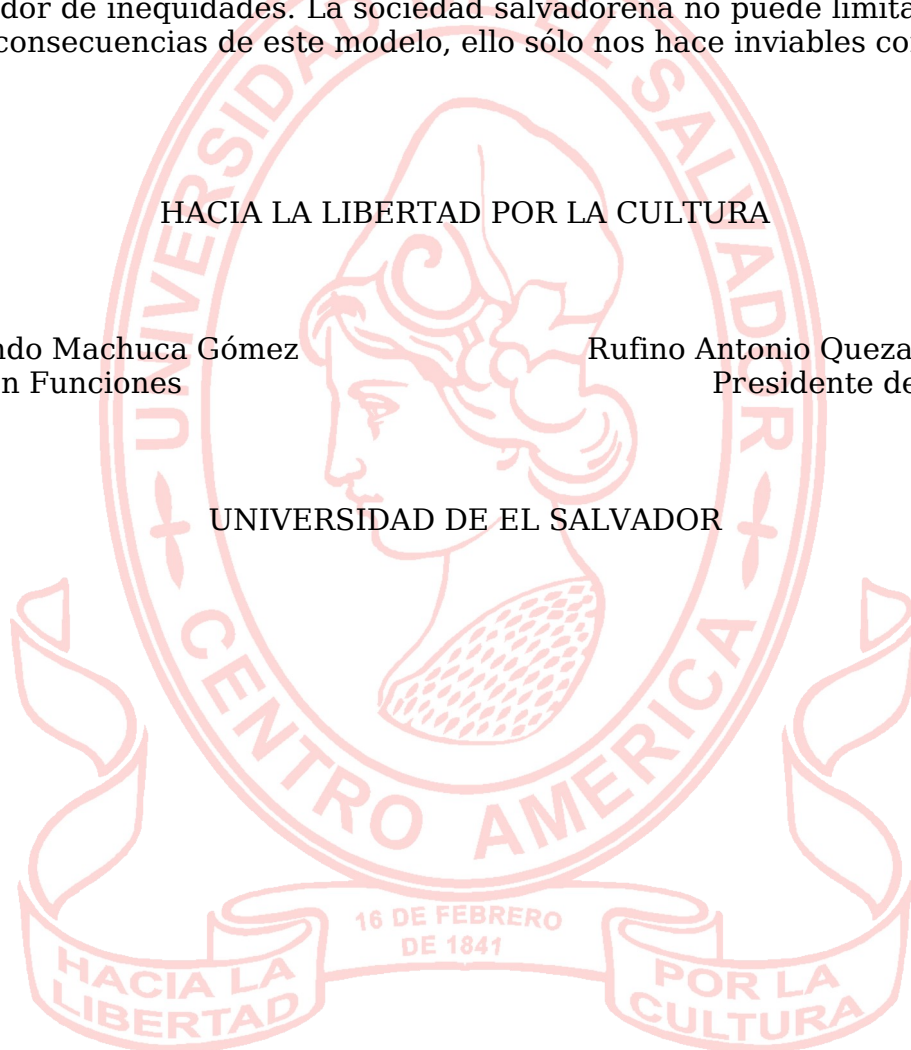 dor de inequidades. La sociedad salvadoreña no puede limita
consecuencias de este modelo, ello sólo nos hace inviables co
HACIA LA LIBERTAD POR LA CULTURA
ndo Machuca Gómez
Rufino Antonio Queza
n Funciones
Presidente de
UNIVERSIDAD DE EL SALVADOR
UNIVERSIDAD EL SALVADOR
CENTRO AMERICA
16 DE FEBRERO
DE 1841
HACIA LA
LIBERTAD
POR LA
CULTURA